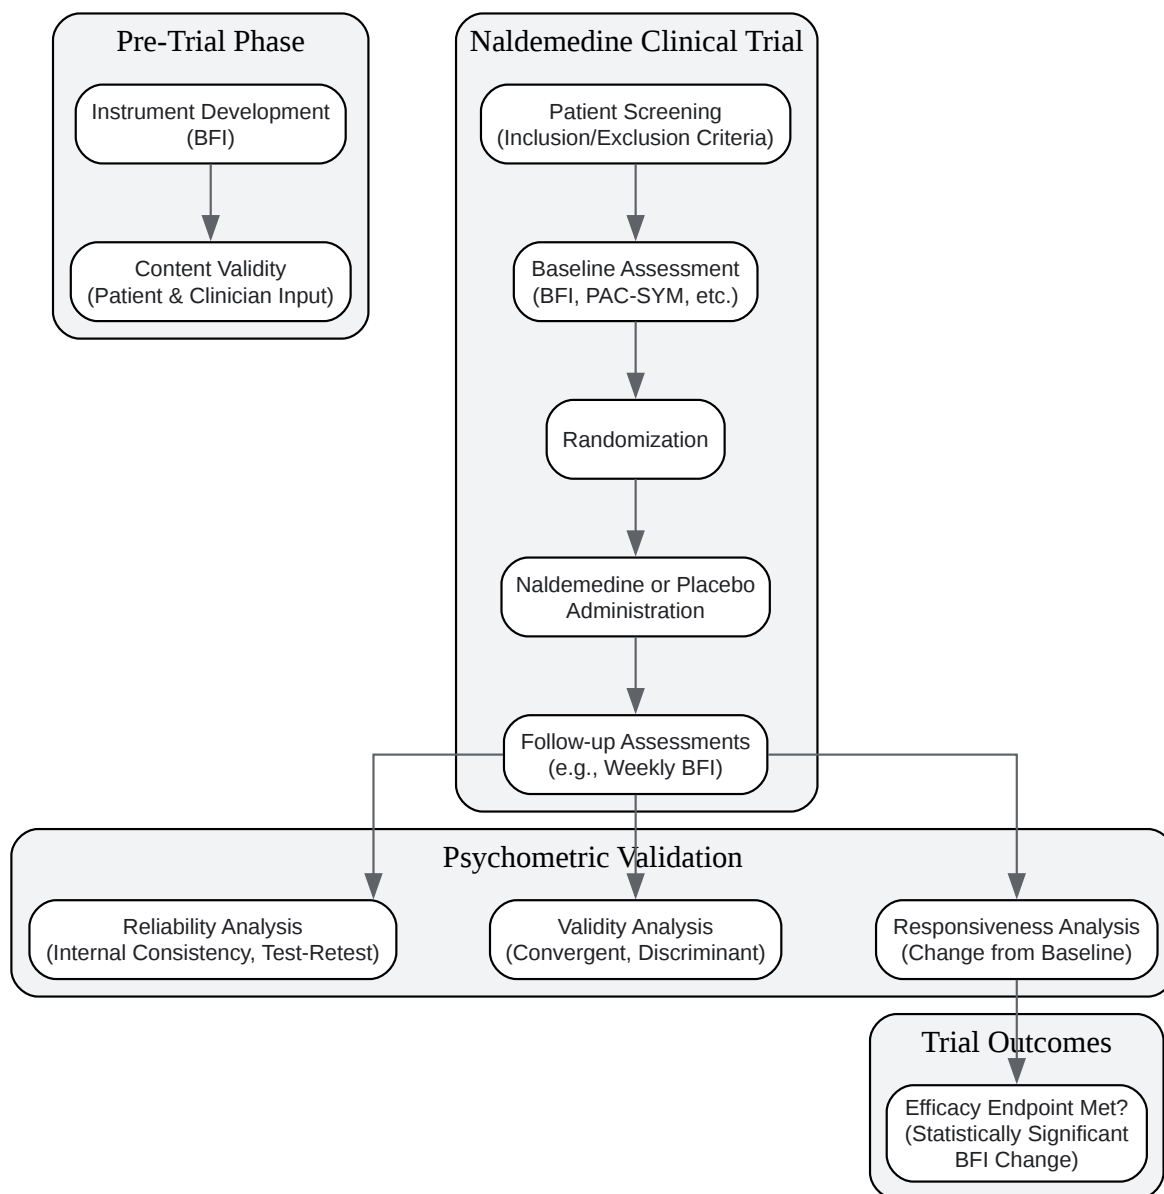 Pre-Trial Phase
Instrument Development
(BFI)
Content Validity
(Patient & Clinician Input)
Naldemedine Clinical Trial
Patient Screening
(Inclusion/Exclusion Criteria)
Baseline Assessment
(BFI, PAC-SYM, etc.)
Randomization
Naldemedine or Placebo
Administration
Follow-up Assessments
(e.g., Weekly BFI)
Psychometric Validation
Reliability Analysis
(Internal Consistency, Test-Retest)
Validity Analysis
(Convergent, Discriminant)
Responsiveness Analysis
(Change from Baseline)
Trial Outcomes
Efficacy Endpoint Met?
(Statistically Significant
BFI Change)